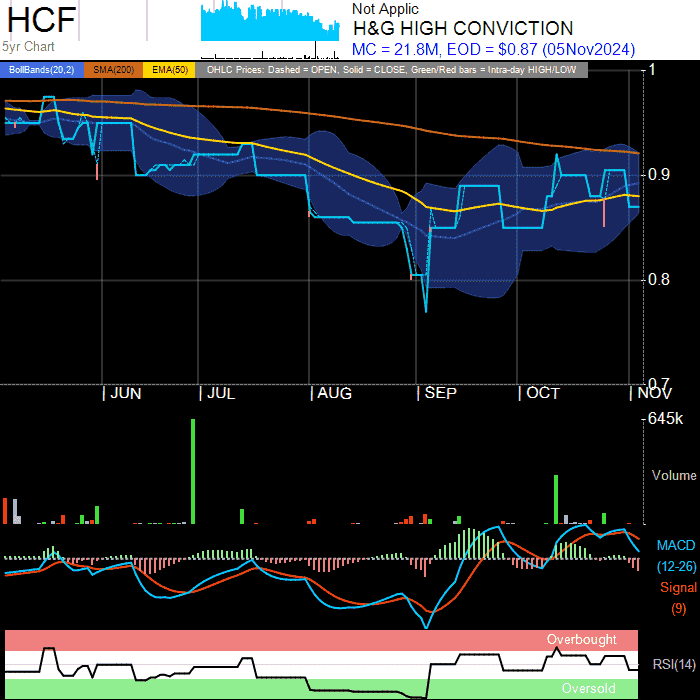 HCF
5yr Chart
Not Applic
H&G HIGH CONVICTION
MC = 21.8M, EOD = $0.87 (05Nov2024)
BollBands(20,2) SMA(200) EMA(50) OHLC Prices: Dashed = OPEN, Solid = CLOSE, Green/Red bars = Intra-day HIGH/LOW
1
0.9
0.8
0.7
| JUN | JUL | AUG | SEP | OCT | NOV
645k
Volume
MACD
(12-26)
Signal
(9)
Overbought
RSI(14)
Oversold